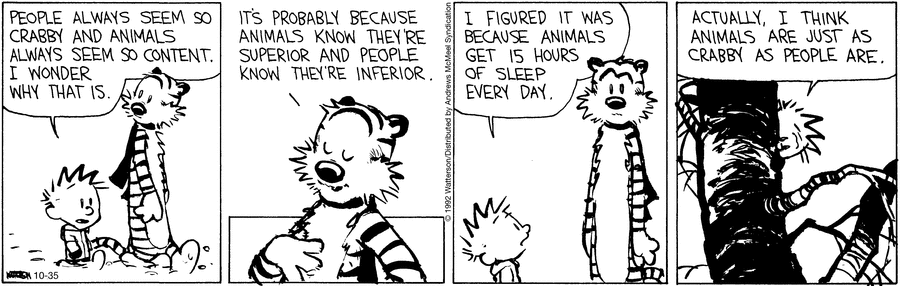 PEOPLE ALWAYS SEEM SO
CRABBY AND ANIMALS
ALWAYS SEEM SO CONTENT.
I WONDER
WHY THAT IS.
IT'S PROBABLY BECAUSE
ANIMALS KNOW THEY'RE
SUPERIOR AND PEOPLE
KNOW THEY'RE INFERIOR.
© 1992 Watterson/Distributed by Andrews McMeel Syndication
I FIGURED IT WAS
BECAUSE ANIMALS
GET 15 HOURS
OF SLEEP
EVERY DAY.
ACTUALLY, I THINK
ANIMALS ARE JUST AS
CRABBY AS PEOPLE ARE.
10-35